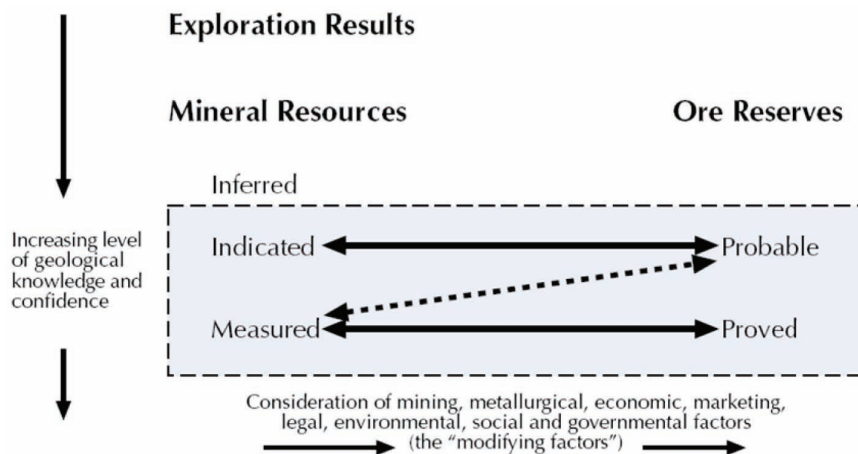 Exploration Results
Mineral Resources
Ore Reserves
Inferred
Increasing level
of geological
knowledge and
confidence
Indicated
Probable
Measured
Proved
Consideration of mining, metallurgical, economic, marketing,
legal, environmental, social and governmental factors
(the “modifying factors”)